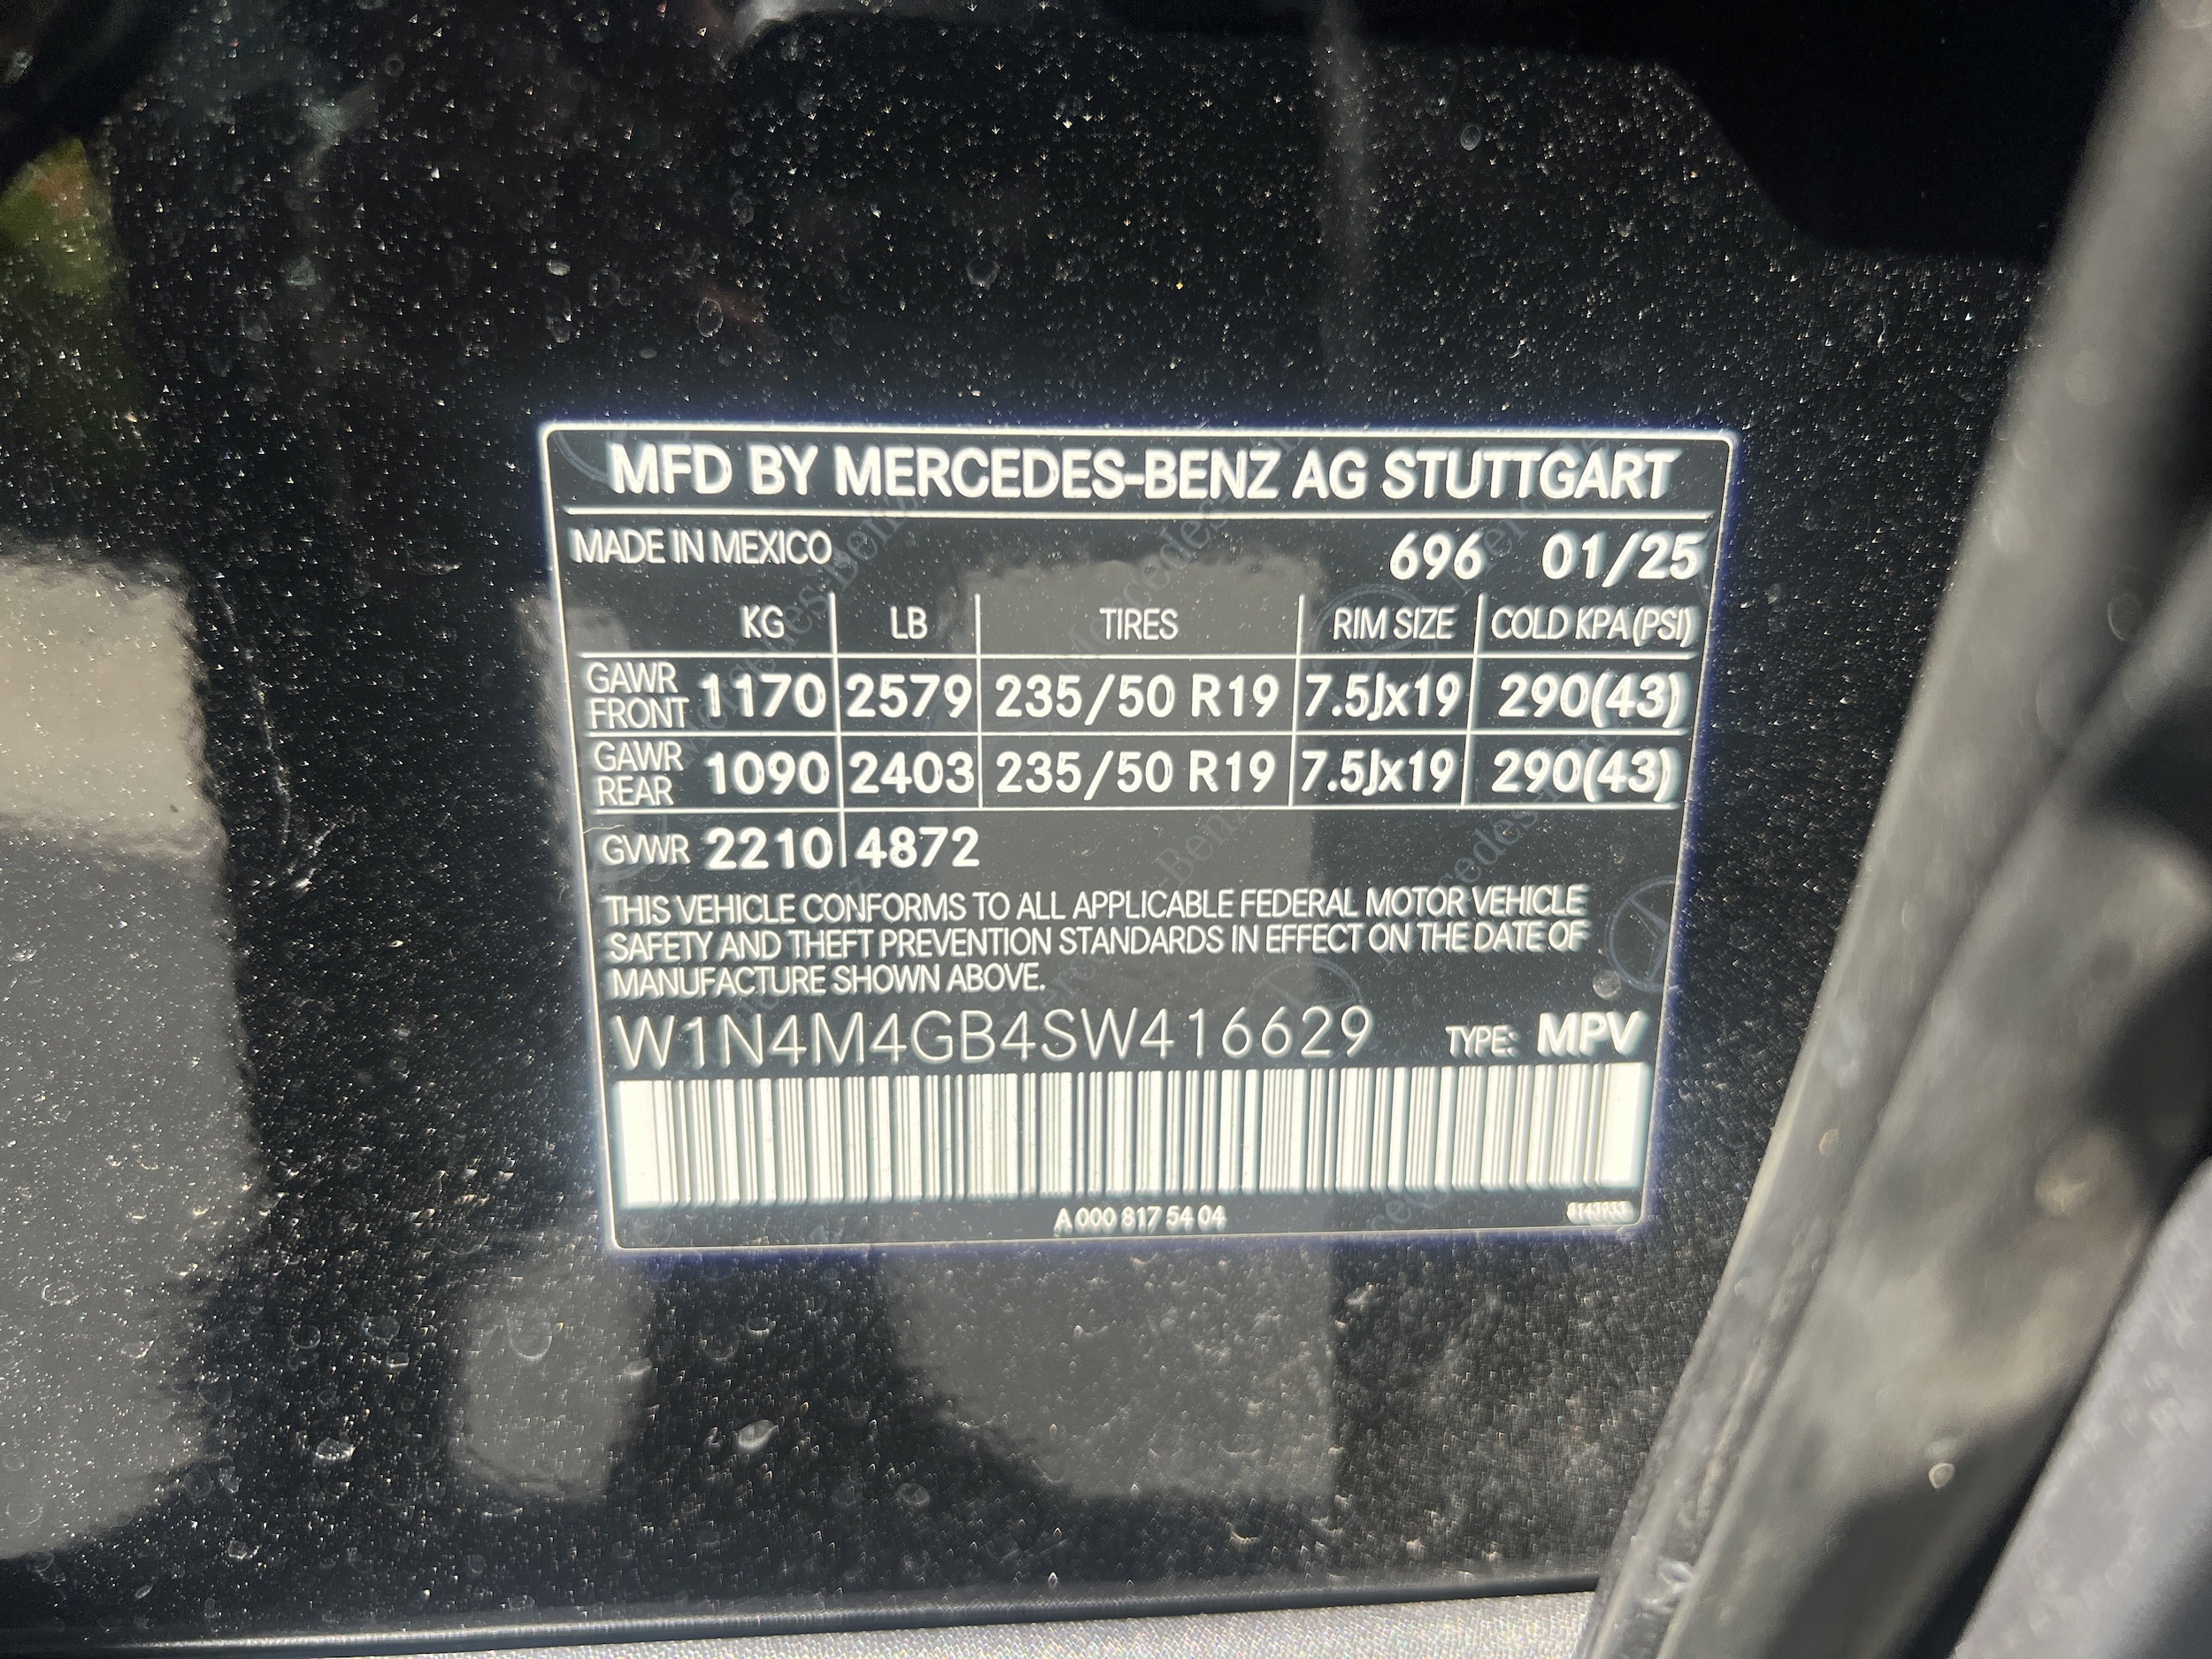 MFD BY MERCEDES-BENZ AG STUTTGART
MADE IN MEXICO 696 01/25
KG LB TIRES RIM SIZE COLD KPA(PSI)
GAWR FRONT 1170 2579 235/50 R19 7.5Jx19 290(43)
GAWR REAR 1090 2403 235/50 R19 7.5Jx19 290(43)
GVWR 2210 4872
THIS VEHICLE CONFORMS TO ALL APPLICABLE FEDERAL MOTOR VEHICLE
SAFETY AND THEFT PREVENTION STANDARDS IN EFFECT ON THE DATE OF
MANUFACTURE SHOWN ABOVE.
W1N4M4GB4SW416629 TYPE: MPV
A 000 817 54 04